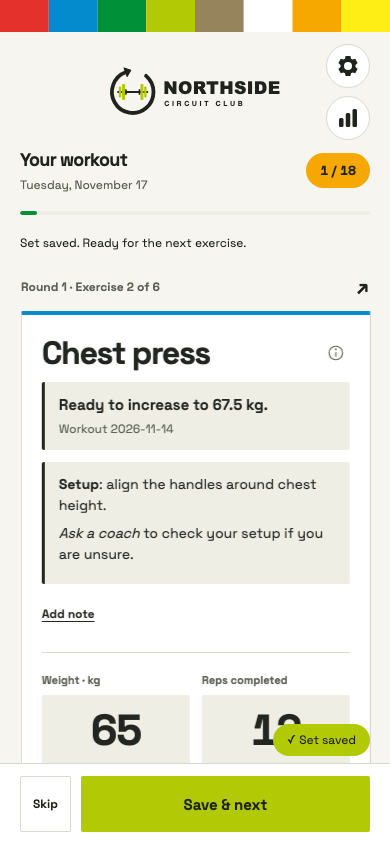 NORTHSIDE
CIRCUIT CLUB
Your workout
Tuesday, November 17
1 / 18
Set saved. Ready for the next exercise.
Round 1 · Exercise 2 of 6
Chest press
Ready to increase to 67.5 kg.
Workout 2026-11-14
Setup: align the handles around chest
height.
Ask a coach to check your setup if you
are unsure.
Add note
Weight · kg
Reps completed
65
✓ Set saved
Skip
Save & next